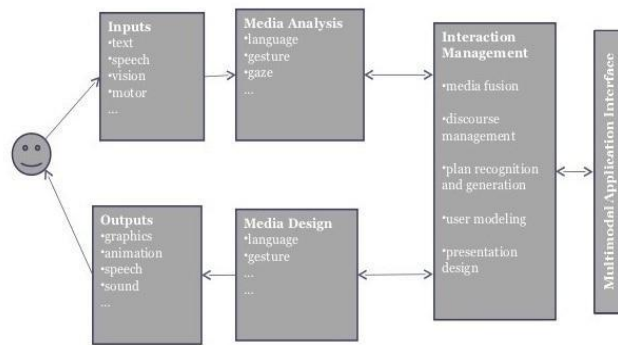 Inputs
•text
•speech
•vision
•motor
...
Media Analysis
•language
•gesture
•gaze
...
Interaction
Management
•media fusion
•discourse
management
•plan recognition
and generation
•user modeling
•presentation
design
Multimodal Application Interface
Outputs
•graphics
•animation
•speech
•sound
...
Media Design
•language
•gesture
...
...